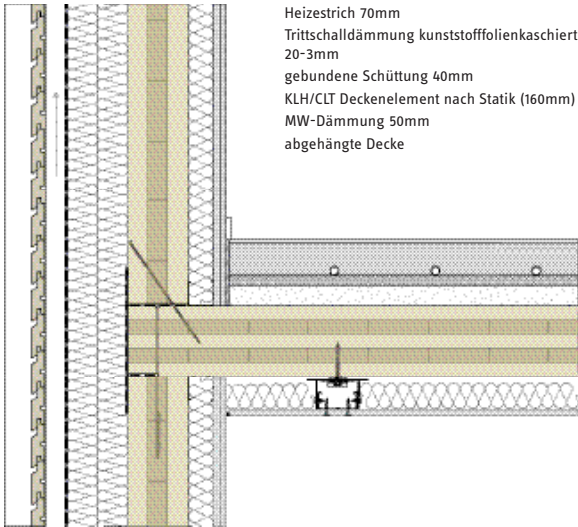 Heizestrich 70mm
Trittschalldämmung kunststofffolienkaschiert
20-3mm
gebundene Schüttung 40mm
KLH/CLT Deckenelement nach Statik (160mm)
MW-Dämmung 50mm
abgehängte Decke